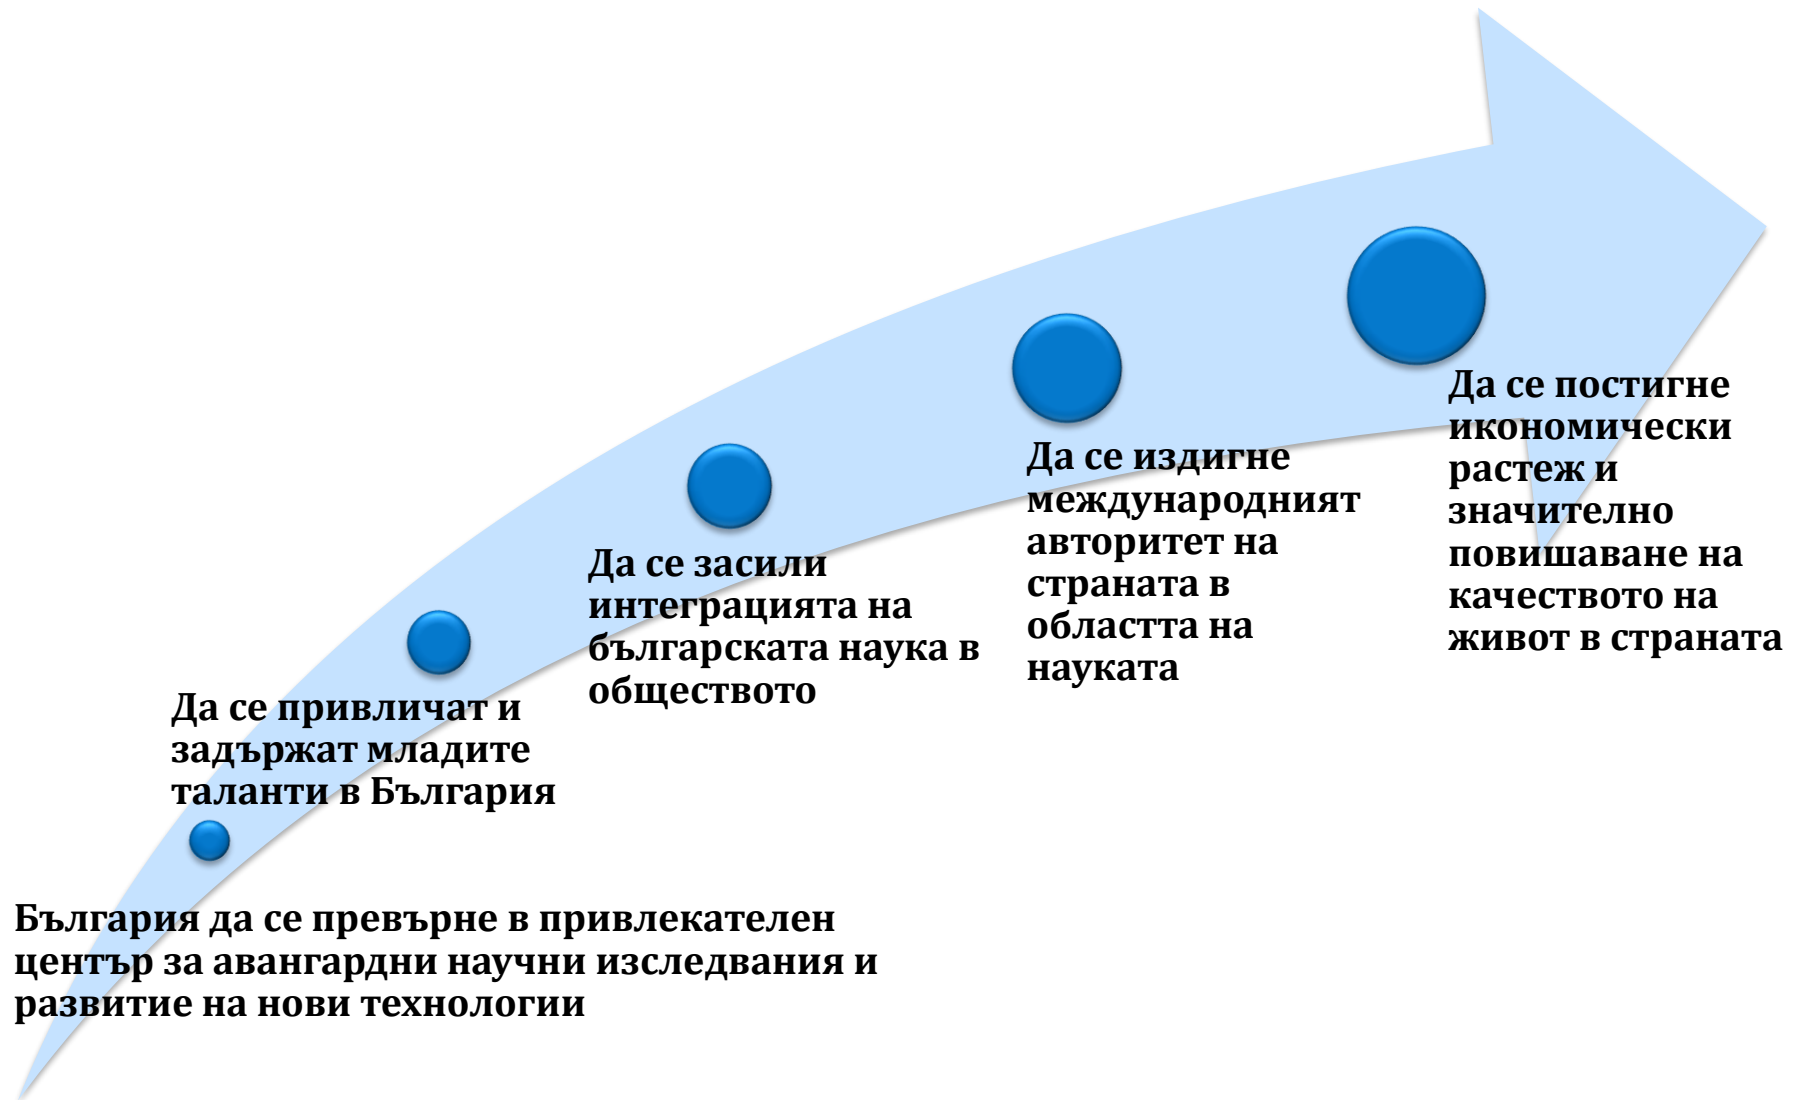 България да се превърне в привлекателен
център за авангардни научни изследвания и
развитие на нови технологии
Да се привличат и
задържат младите
таланти в България
Да се засили
интеграцията на
българската наука в
обществото
Да се издигне
международният
авторитет на
страната в
областта на
науката
Да се постигне
икономически
растеж и
значително
повишаване на
качеството на
живот в страната